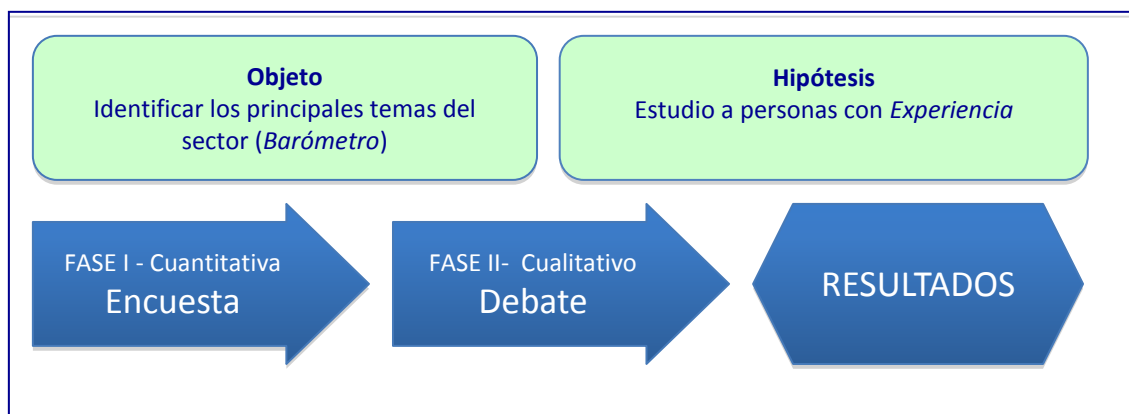 Objeto
Identificar los principales temas del
sector (Barómetro)
Hipótesis
Estudio a personas con Experiencia
FASE I - Cuantitativa
Encuesta
FASE II-  Cualitativo
Debate
RESULTADOS